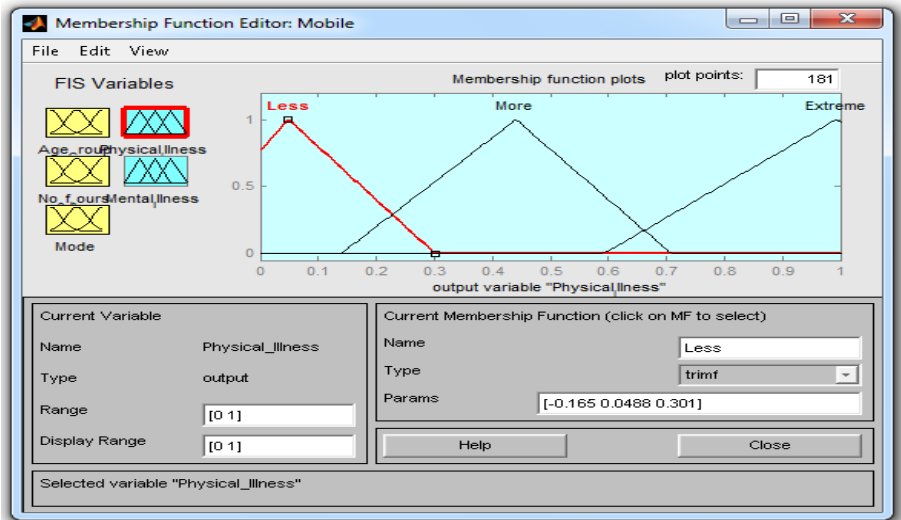 Membership Function Editor: Mobile
File Edit View
FIS Variables
Membership function plots plot points: 181
Less More Extreme
1
0.5
0
0 0.1 0.2 0.3 0.4 0.5 0.6 0.7 0.8 0.9 1
output variable "Physical_Ilness"
Mental_Ilness
Mode
Current Variable
Name Physical_Illness
Type output
Range [0 1]
Display Range [0 1]
Current Membership Function (click on MF to select)
Name Less
Type trimf
Params [-0.165 0.0488 0.301]
Help Close
Selected variable "Physical_Illness"